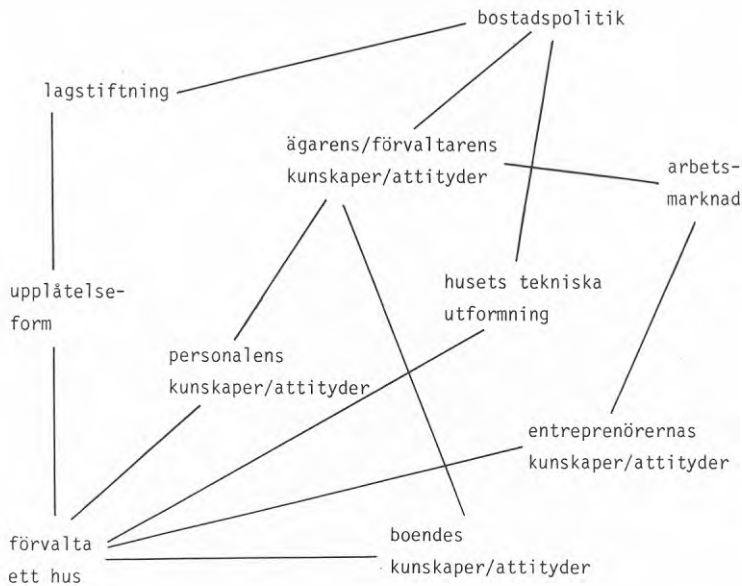 bostadspolitik
lagstiftning
ägarens/förvaltarens
kunskaper/attityder
arbets-
marknad
upplåtelse-
form
husets tekniska
utformning
personalens
kunskaper/attityder
entreprenörernas
kunskaper/attityder
förvalta
ett hus
boendes
kunskaper/attityder